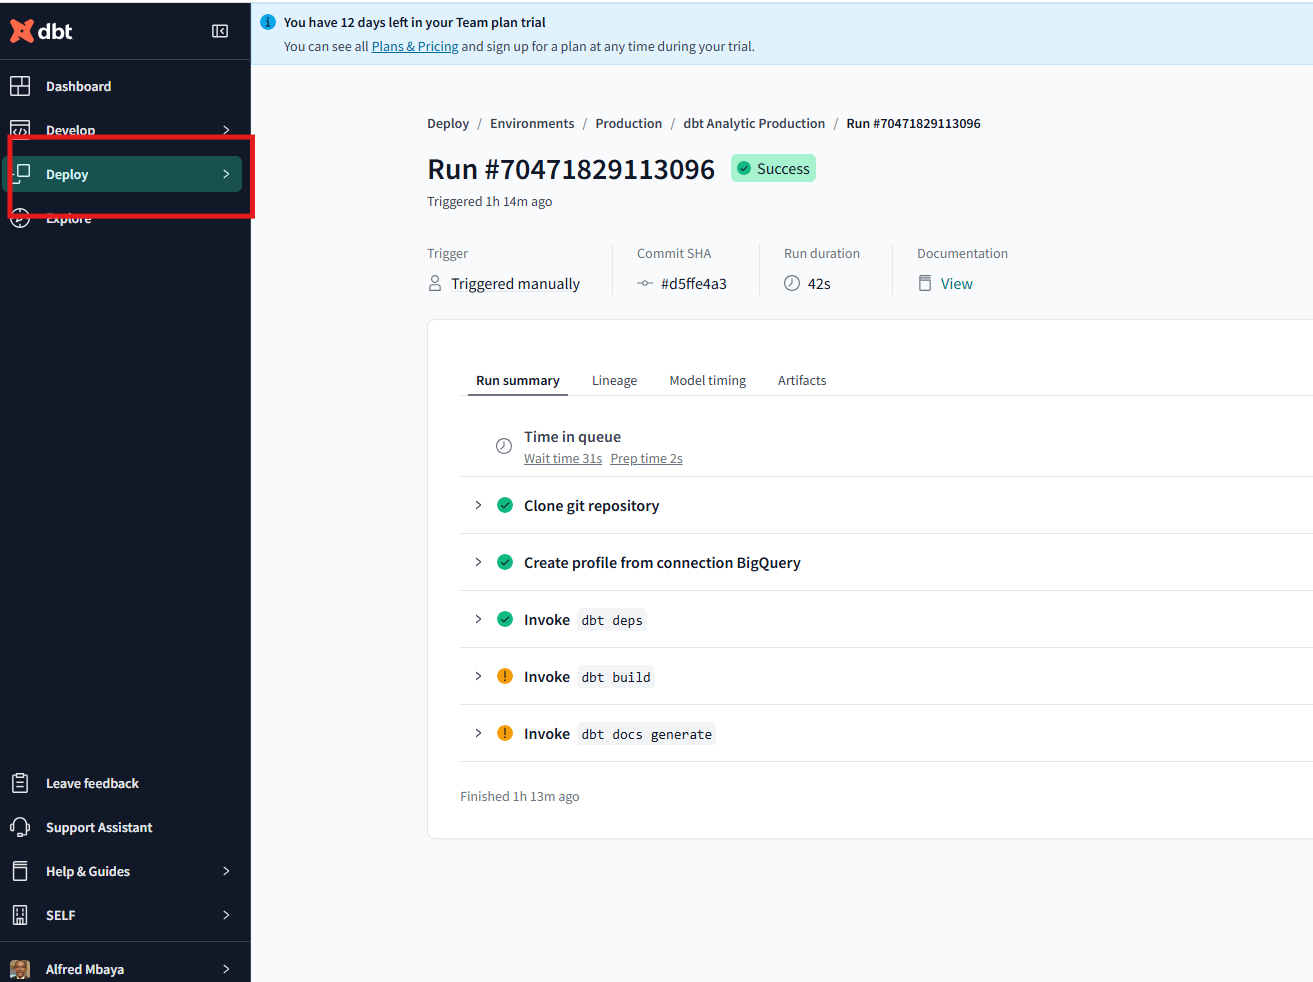 dbt
Dashboard
Develop
Deploy
Explore
Leave feedback
Support Assistant
Help & Guides
SELF
Alfred Mbaya
You have 12 days left in your Team plan trial
You can see all Plans & Pricing and sign up for a plan at any time during your trial.
Deploy / Environments / Production / dbt Analytic Production / Run #70471829113096
Run #70471829113096 Success
Triggered 1h 14m ago
Trigger Commit SHA Run duration Documentation
Triggered manually #d5ffe4a3 42s View
Run summary Lineage Model timing Artifacts
Time in queue
Wait time 31s Prep time 2s
Clone git repository
Create profile from connection BigQuery
Invoke dbt deps
Invoke dbt build
Invoke dbt docs generate
Finished 1h 13m ago